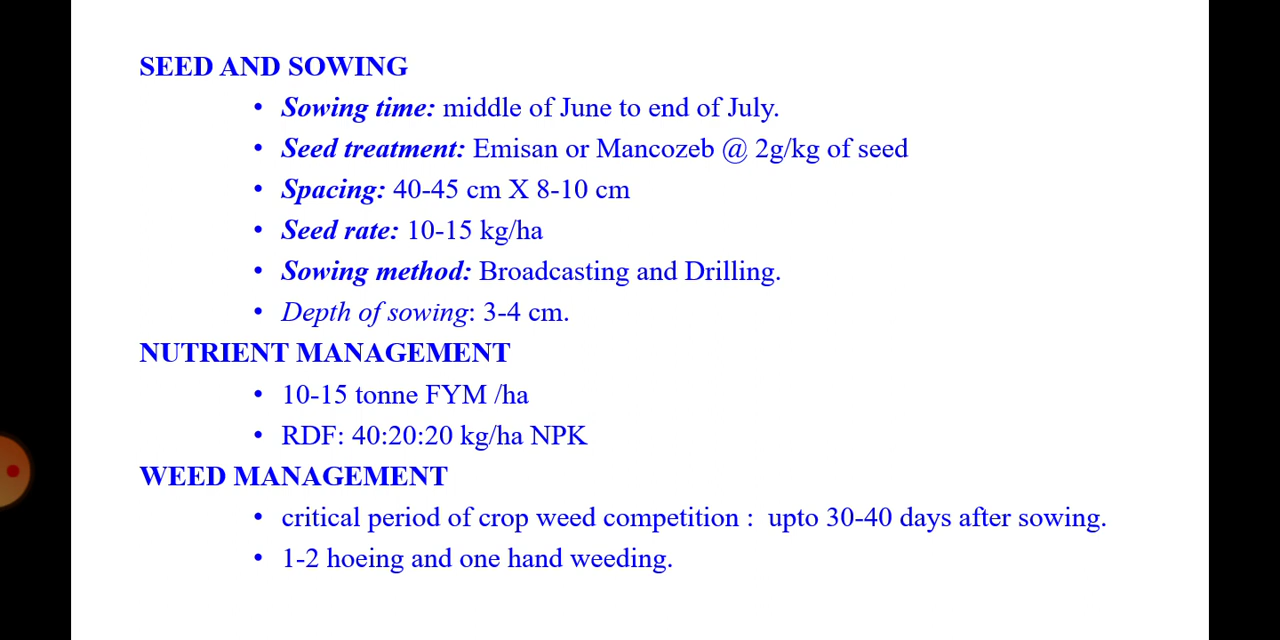 SEED AND SOWING
• Sowing time: middle of June to end of July.
• Seed treatment: Emisan or Mancozeb @ 2g/kg of seed
• Spacing: 40-45 cm X 8-10 cm
• Seed rate: 10-15 kg/ha
• Sowing method: Broadcasting and Drilling.
• Depth of sowing: 3-4 cm.
NUTRIENT MANAGEMENT
• 10-15 tonne FYM /ha
• RDF: 40:20:20 kg/ha NPK
WEED MANAGEMENT
• critical period of crop weed competition : upto 30-40 days after sowing.
• 1-2 hoeing and one hand weeding.